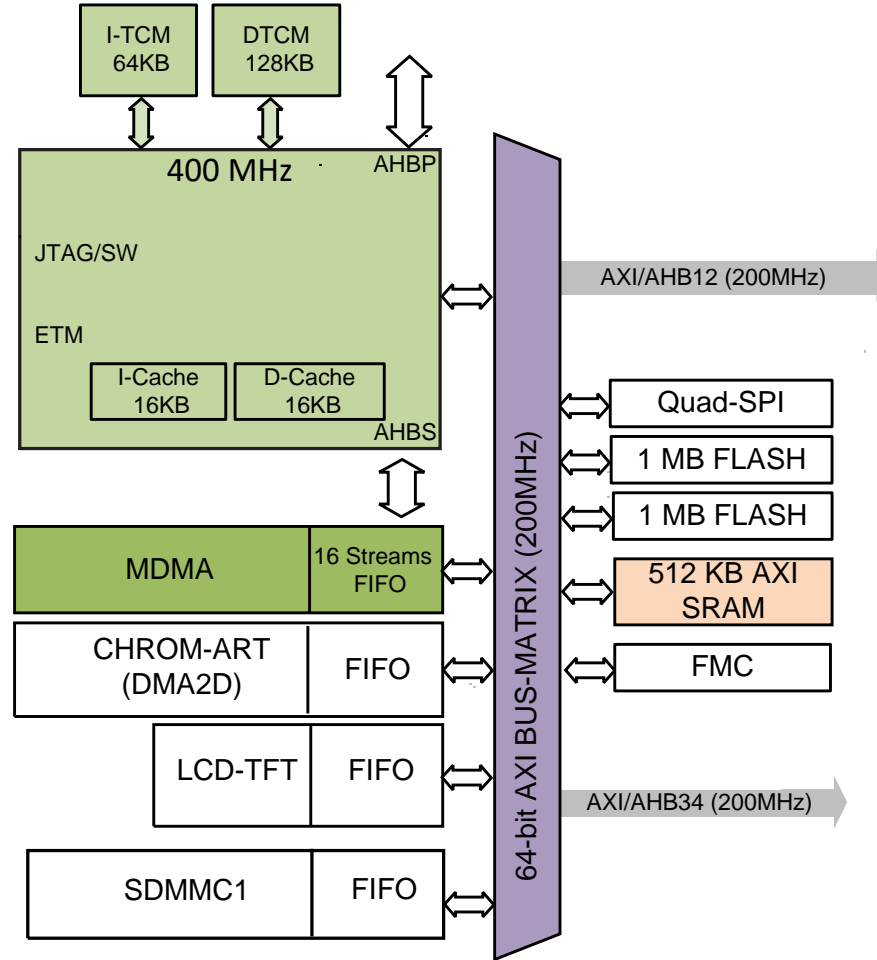 I-TCM
64KB
DTCM
128KB
400 MHz
AHBP
JTAG/SW
ETM
I-Cache
16KB
D-Cache
16KB
AHBS
AXI/AHB12 (200MHz)
64-bit AXI BUS-MATRIX (200MHz)
Quad-SPI
1 MB FLASH
1 MB FLASH
512 KB AXI
SRAM
FMC
AXI/AHB34 (200MHz)
MDMA
16 Streams
FIFO
CHROM-ART
(DMA2D)
FIFO
LCD-TFT
FIFO
SDMMC1
FIFO